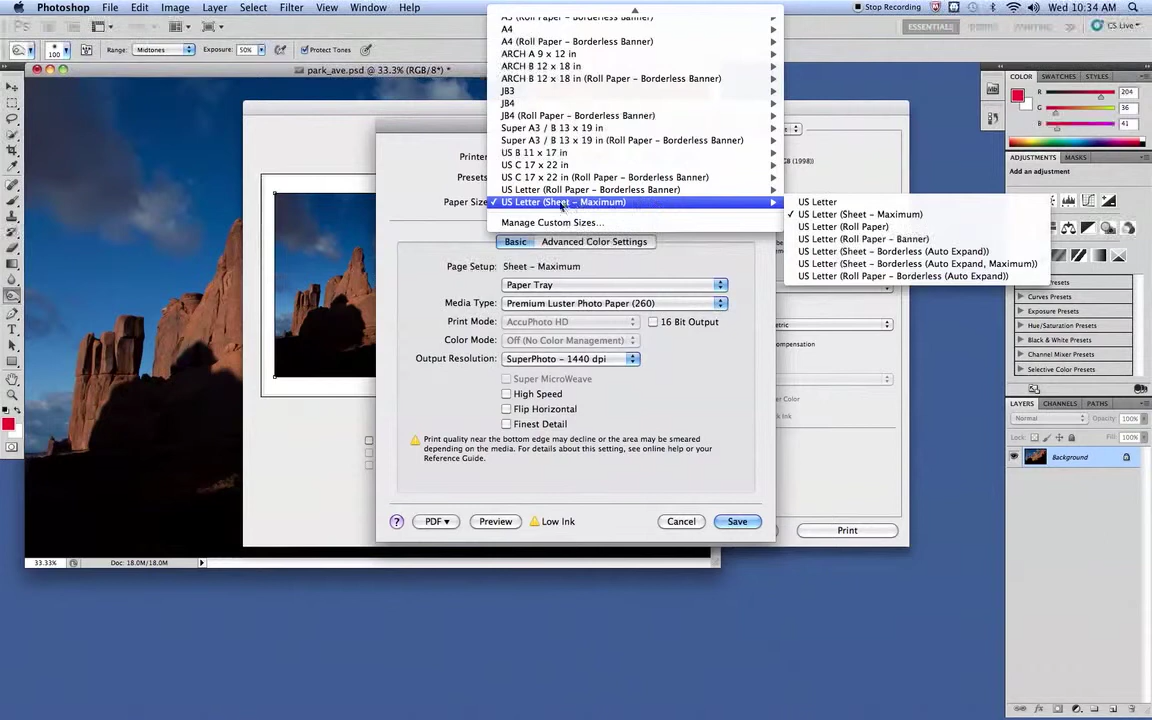 Photoshop File Edit Image Layer Select Filter View Window Help
Stop Recording
Wed 10:34 AM
ESSENTIALS
CS Live
Range: Midtones
Exposure: 50%
Protect Tones
100
park_ave.psd @ 33.3% (RGB/8*) *
A3 (Roll Paper - Borderless Banner)
A4
A4 (Roll Paper - Borderless Banner)
ARCH A 9 x 12 in
ARCH B 12 x 18 in
ARCH B 12 x 18 in (Roll Paper - Borderless Banner)
JB3
JB4
JB4 (Roll Paper - Borderless Banner)
Super A3 / B 13 x 19 in
Super A3 / B 13 x 19 in (Roll Paper - Borderless Banner)
US B 11 x 17 in
US C 17 x 22 in
US C 17 x 22 in (Roll Paper - Borderless Banner)
US Letter (Roll Paper - Borderless Banner)
US Letter (Sheet - Maximum)
Manage Custom Sizes...
US Letter
US Letter (Sheet - Maximum)
US Letter (Roll Paper)
US Letter (Roll Paper - Banner)
US Letter (Sheet - Borderless (Auto Expand))
US Letter (Sheet - Borderless (Auto Expand, Maximum))
US Letter (Roll Paper - Borderless (Auto Expand))
Printer
Presets
Paper Size
Basic
Advanced Color Settings
Page Setup: Sheet - Maximum
Paper Tray
Media Type: Premium Luster Photo Paper (260)
Print Mode: AccuPhoto HD
16 Bit Output
Color Mode: Off (No Color Management)
Output Resolution: SuperPhoto - 1440 dpi
Super MicroWeave
High Speed
Flip Horizontal
Finest Detail
Print quality near the bottom edge may decline or the area may be smeared
depending on the media. For details about this setting, see online help or your
Reference Guide.
?
PDF
Preview
Low Ink
Cancel
Save
Print
COLOR SWATCHES STYLES
R 204
G 36
B 41
ADJUSTMENTS MASKS
Add an adjustment
Curves Presets
Exposure Presets
Hue/Saturation Presets
Black & White Presets
Channel Mixer Presets
Selective Color Presets
LAYERS CHANNELS PATHS
Normal
Opacity: 100%
Lock:
Fill: 100%
Background
33.33%
Doc: 18.0M/18.0M